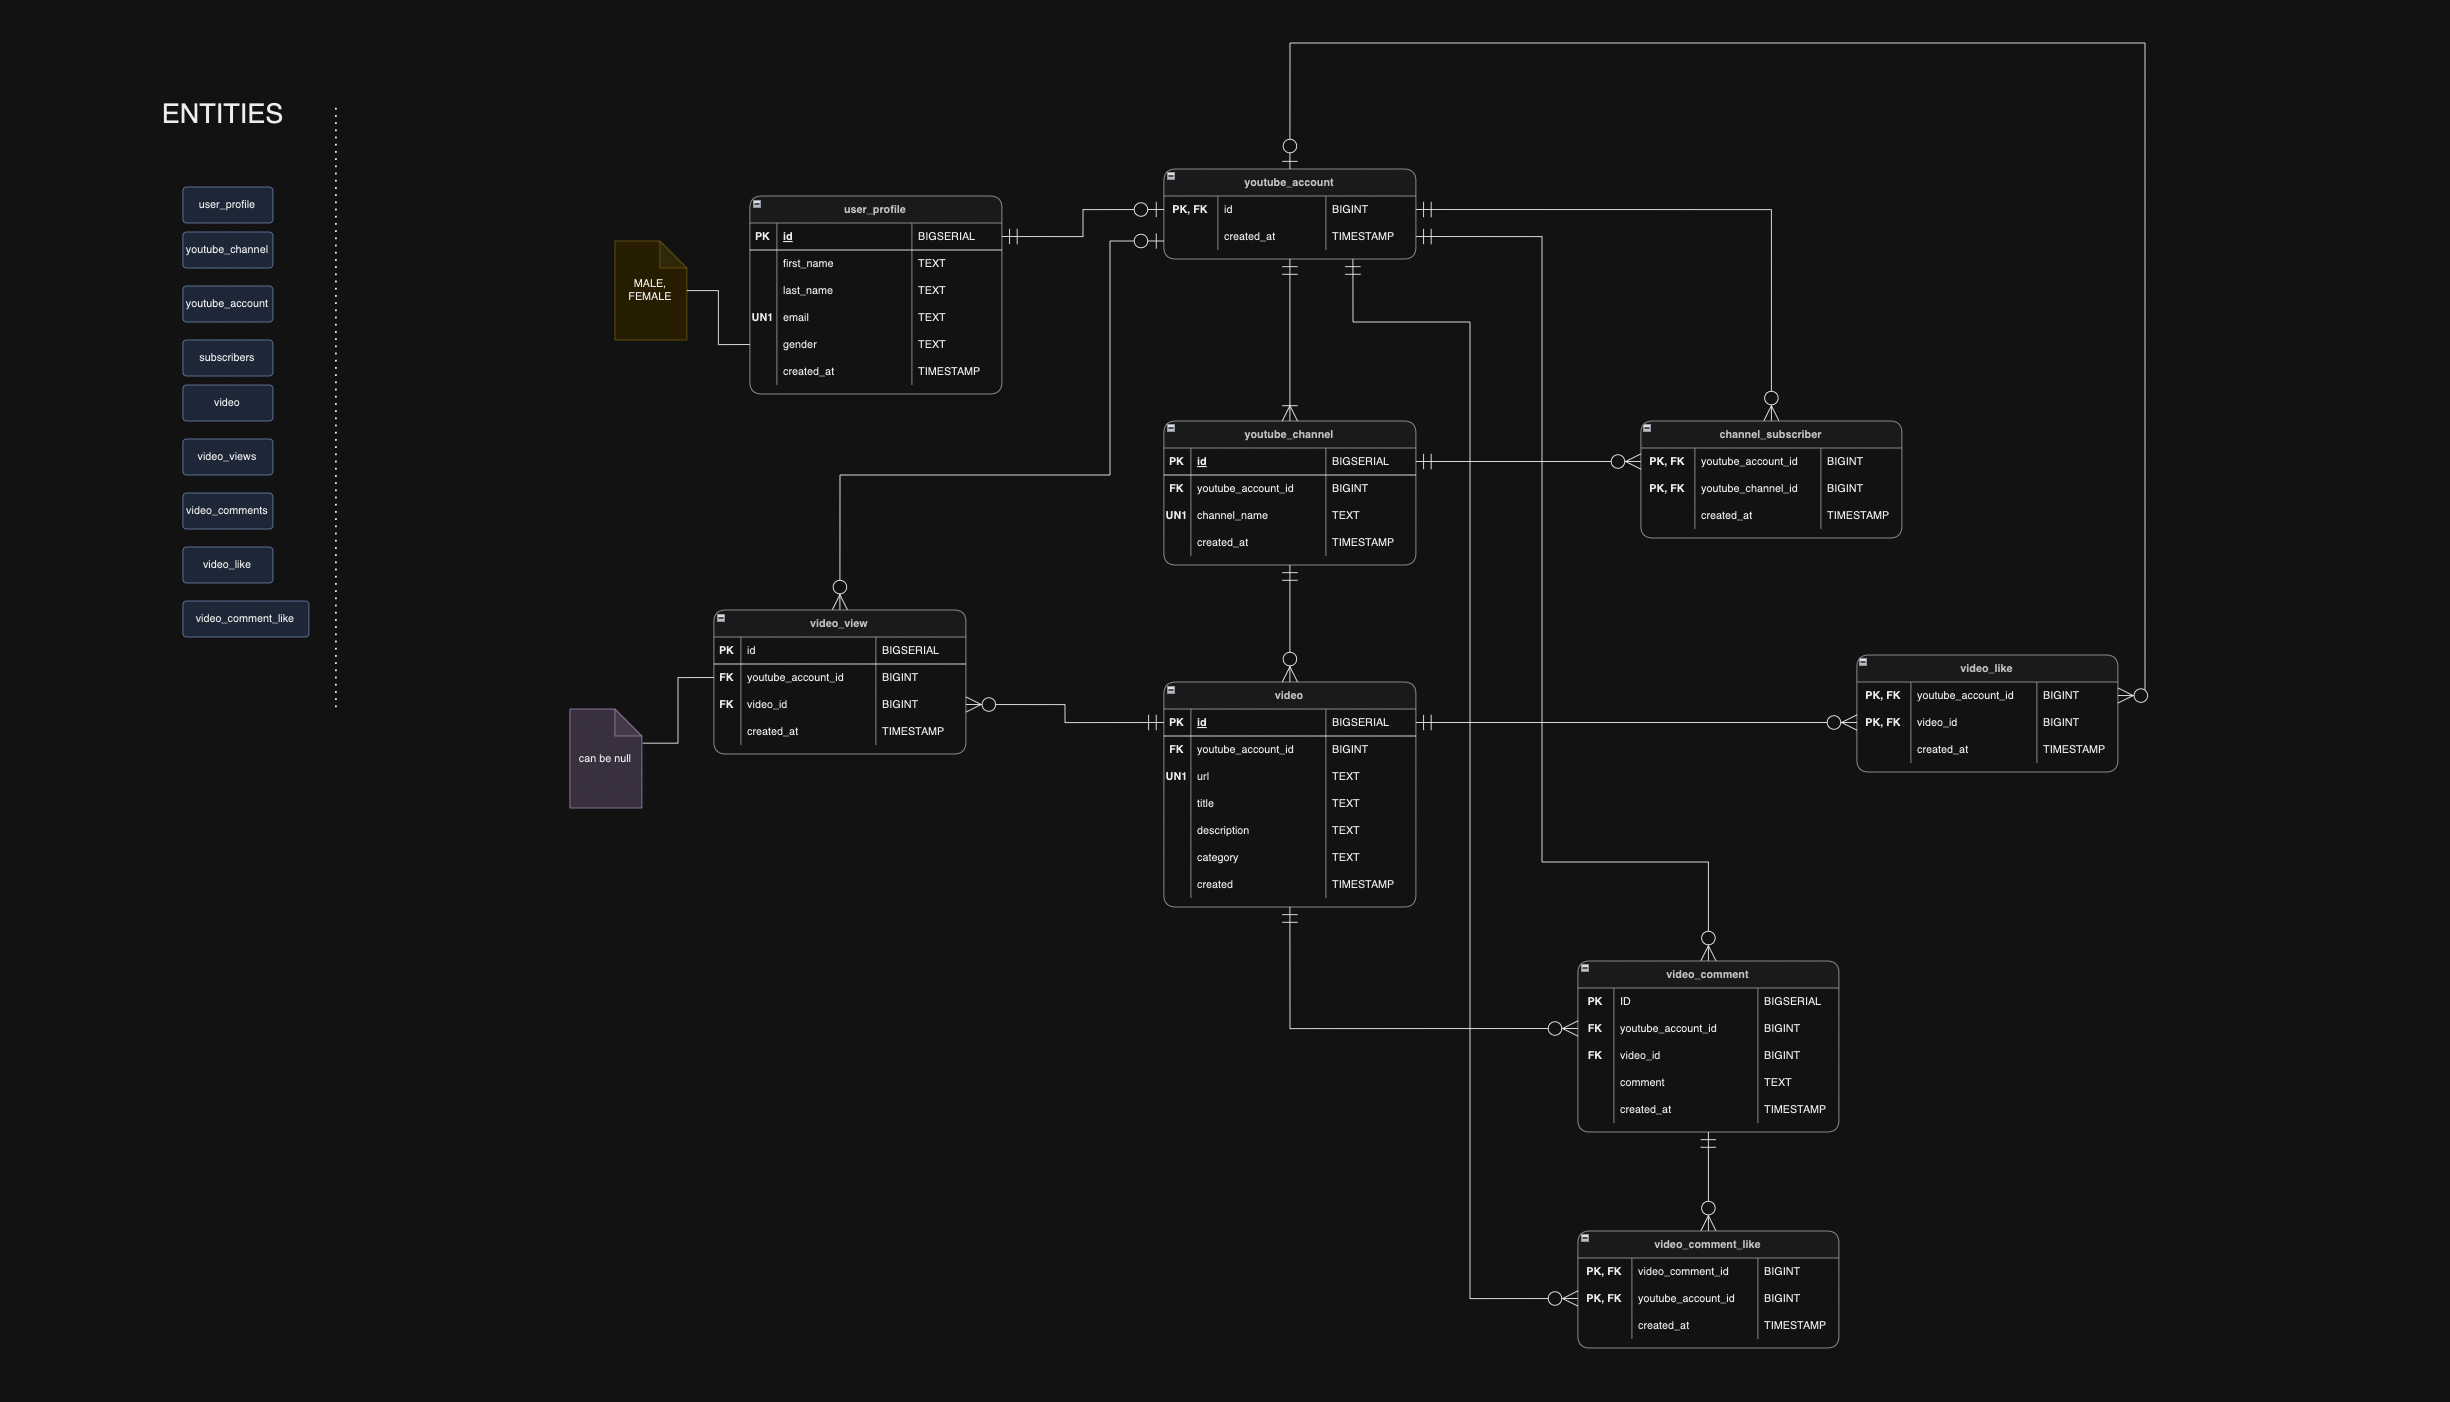 ENTITIES
user_profile
youtube_channel
youtube_account
subscribers
video
video_views
video_comments
video_like
video_comment_like
MALE,
FEMALE
user_profile
PK id BIGSERIAL
first_name TEXT
last_name TEXT
UN1 email TEXT
gender TEXT
created_at TIMESTAMP
youtube_account
PK, FK id BIGINT
created_at TIMESTAMP
youtube_channel
PK id BIGSERIAL
FK youtube_account_id BIGINT
UN1 channel_name TEXT
created_at TIMESTAMP
channel_subscriber
PK, FK youtube_account_id BIGINT
PK, FK youtube_channel_id BIGINT
created_at TIMESTAMP
video_view
PK id BIGSERIAL
FK youtube_account_id BIGINT
FK video_id BIGINT
created_at TIMESTAMP
can be null
video
PK id BIGSERIAL
FK youtube_account_id BIGINT
UN1 url TEXT
title TEXT
description TEXT
category TEXT
created TIMESTAMP
video_like
PK, FK youtube_account_id BIGINT
PK, FK video_id BIGINT
created_at TIMESTAMP
video_comment
PK ID BIGSERIAL
FK youtube_account_id BIGINT
FK video_id BIGINT
comment TEXT
created_at TIMESTAMP
video_comment_like
PK, FK video_comment_id BIGINT
PK, FK youtube_account_id BIGINT
created_at TIMESTAMP